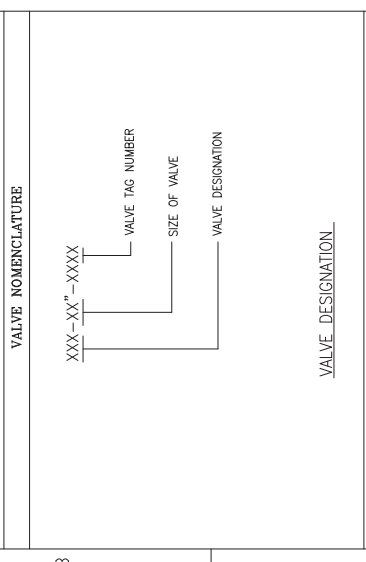 VALVE NOMENCLATURE
XXX-XX"-XXXX
VALVE TAG NUMBER
SIZE OF VALVE
VALVE DESIGNATION
VALVE DESIGNATION